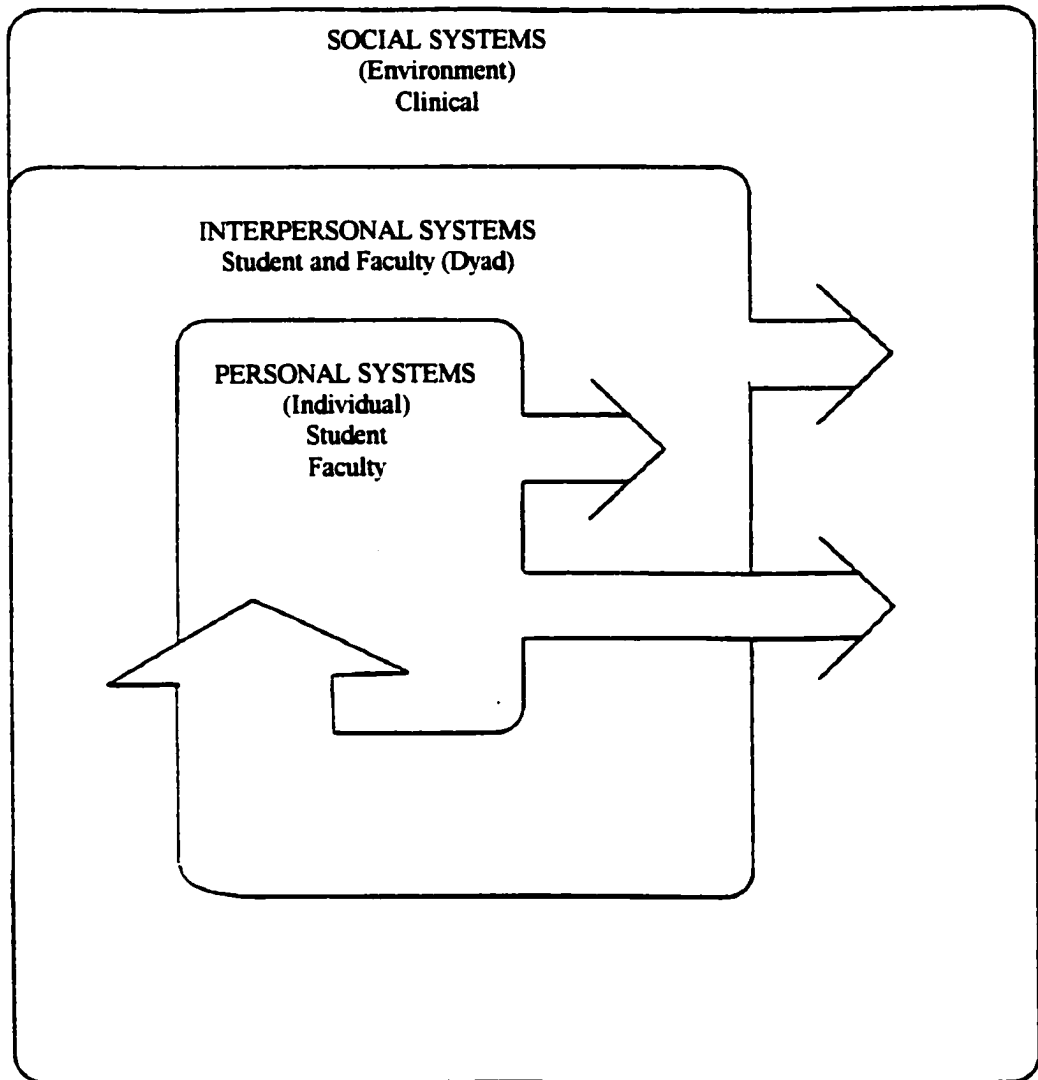 SOCIAL SYSTEMS
(Environment)
Clinical
INTERPERSONAL SYSTEMS
Student and Faculty (Dyad)
PERSONAL SYSTEMS
(Individual)
Student
Faculty